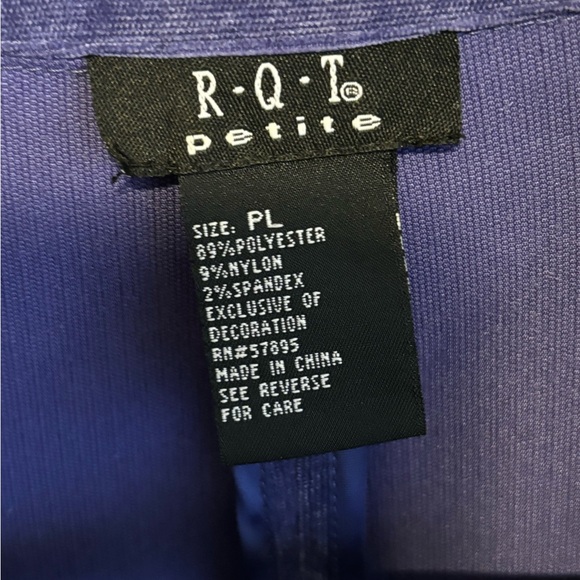 R·Q·T®
petite
SIZE: PL
89%POLYESTER
9%NYLON
2%SPANDEX
EXCLUSIVE OF
DECORATION
RN#57895
MADE IN CHINA
SEE REVERSE
FOR CARE